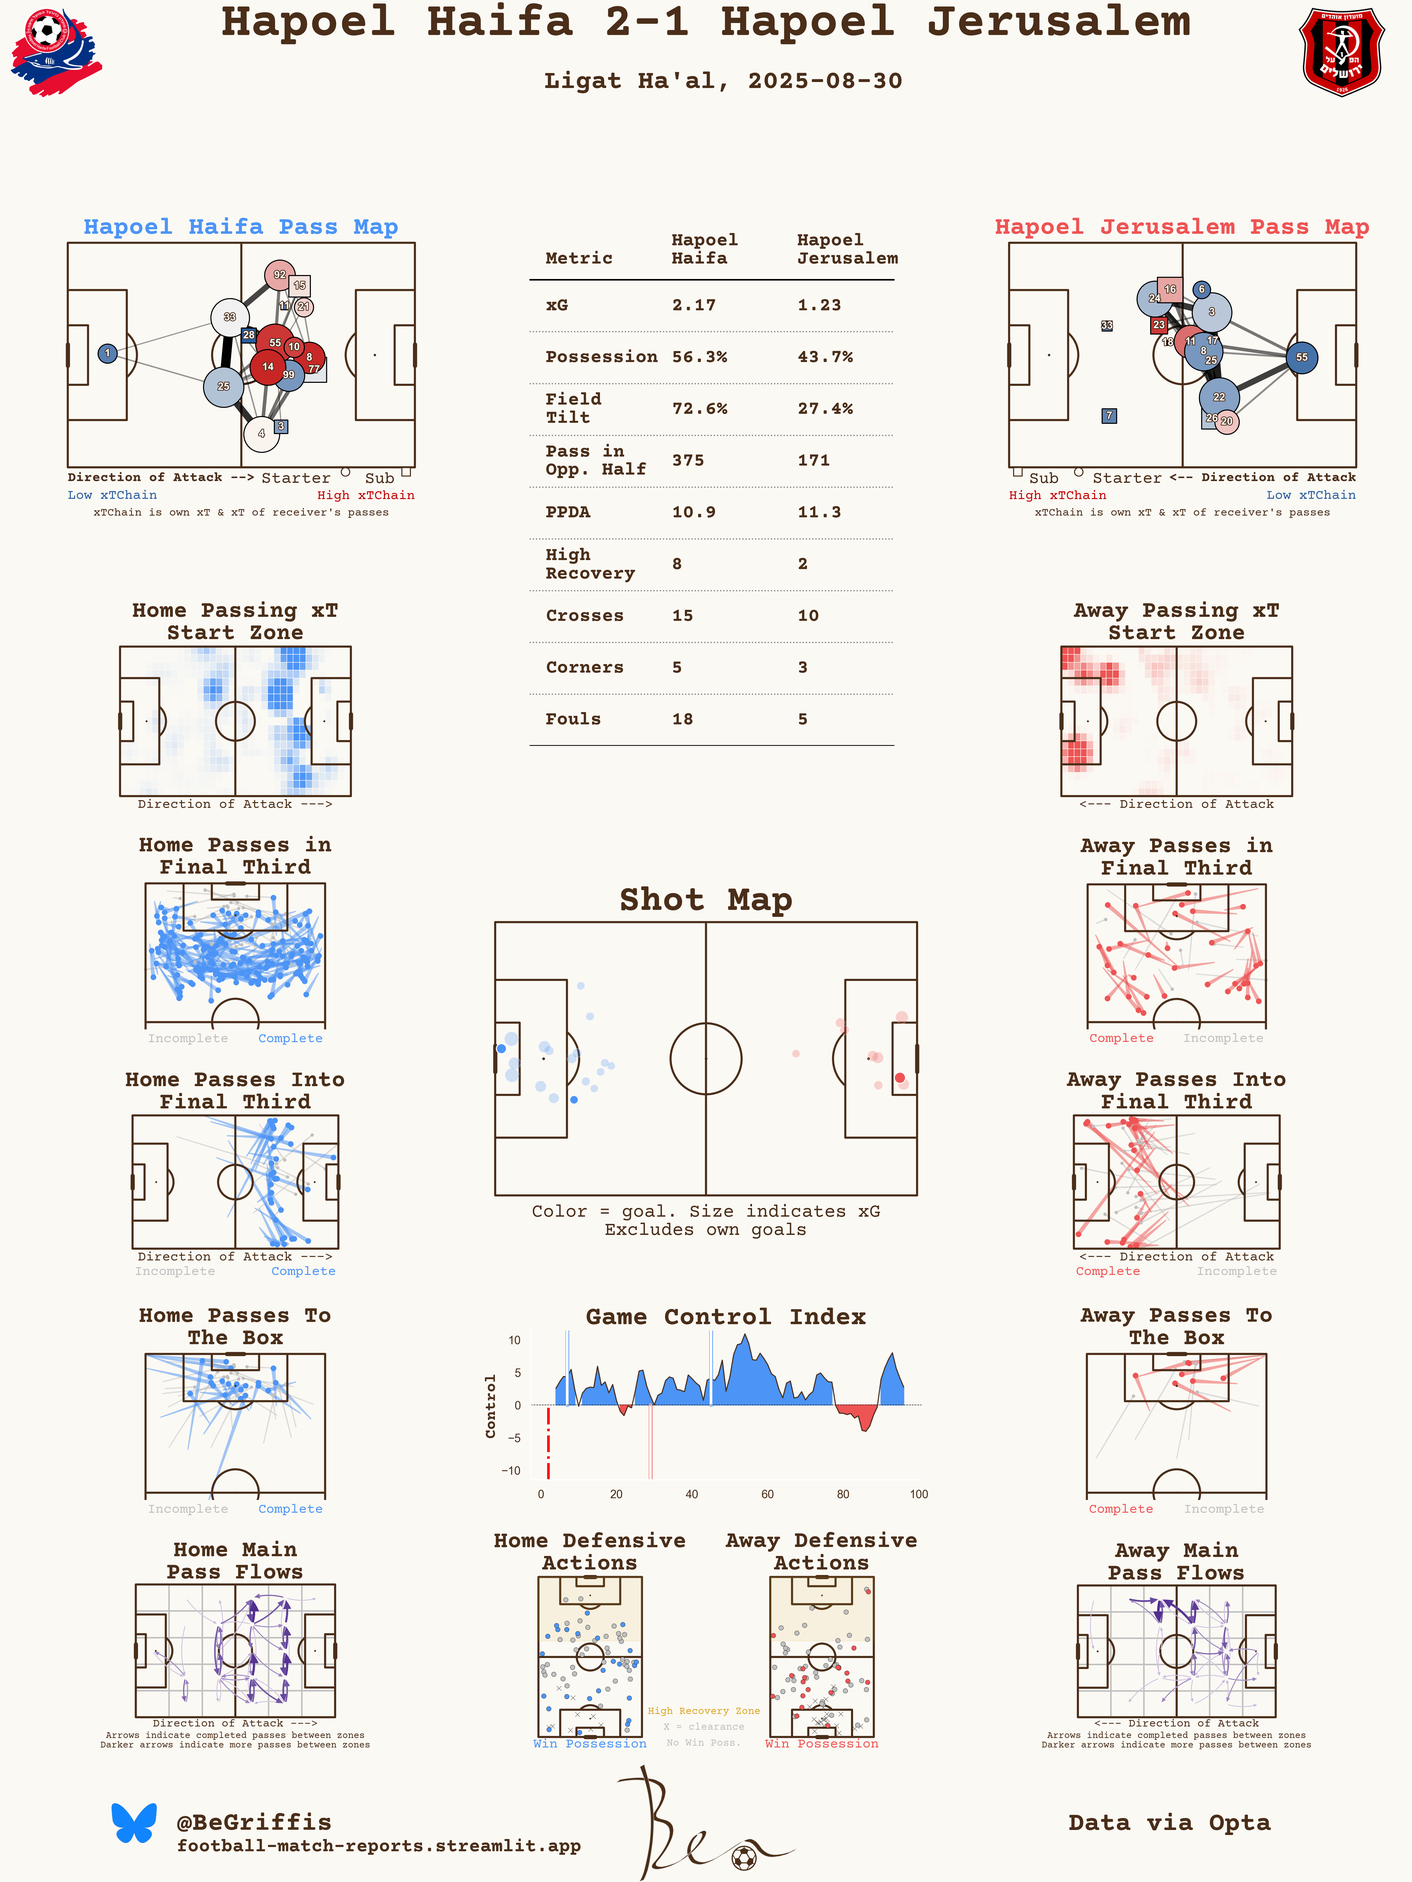 Hapoel Haifa 2-1 Hapoel Jerusalem
Ligat Ha'al, 2025-08-30
Hapoel Haifa Pass Map
92
15
11
21
33
28
55
10
8
1
14
77
99
25
4
3
Direction of Attack --> Starter Sub
Low xTChain High xTChain
xTChain is own xT & xT of receiver's passes
Metric Hapoel Haifa Hapoel Jerusalem
xG 2.17 1.23
Possession 56.3% 43.7%
Field Tilt 72.6% 27.4%
Pass in Opp. Half 375 171
PPDA 10.9 11.3
High Recovery 8 2
Crosses 15 10
Corners 5 3
Fouls 18 5
Hapoel Jerusalem Pass Map
24
16
6
3
33
23
18
11
17
8
25
55
22
7
26
20
Sub Starter <-- Direction of Attack
High xTChain Low xTChain
xTChain is own xT & xT of receiver's passes
Home Passing xT
Start Zone
Direction of Attack --->
Away Passing xT
Start Zone
<--- Direction of Attack
Home Passes in
Final Third
Incomplete Complete
Away Passes in
Final Third
Complete Incomplete
Shot Map
Color = goal. Size indicates xG
Excludes own goals
Home Passes Into
Final Third
Direction of Attack --->
Incomplete Complete
Away Passes Into
Final Third
<--- Direction of Attack
Complete Incomplete
Home Passes To
The Box
Incomplete Complete
Game Control Index
Control
10
5
0
−5
−10
0 20 40 60 80 100
Away Passes To
The Box
Complete Incomplete
Home Main
Pass Flows
Direction of Attack --->
Arrows indicate completed passes between zones
Darker arrows indicate more passes between zones
Home Defensive
Actions
Win Possession
Away Defensive
Actions
Win Possession
High Recovery Zone
X = clearance
No Win Poss.
Away Main
Pass Flows
<--- Direction of Attack
Arrows indicate completed passes between zones
Darker arrows indicate more passes between zones
@BeGriffis
football-match-reports.streamlit.app
Ben
Data via Opta